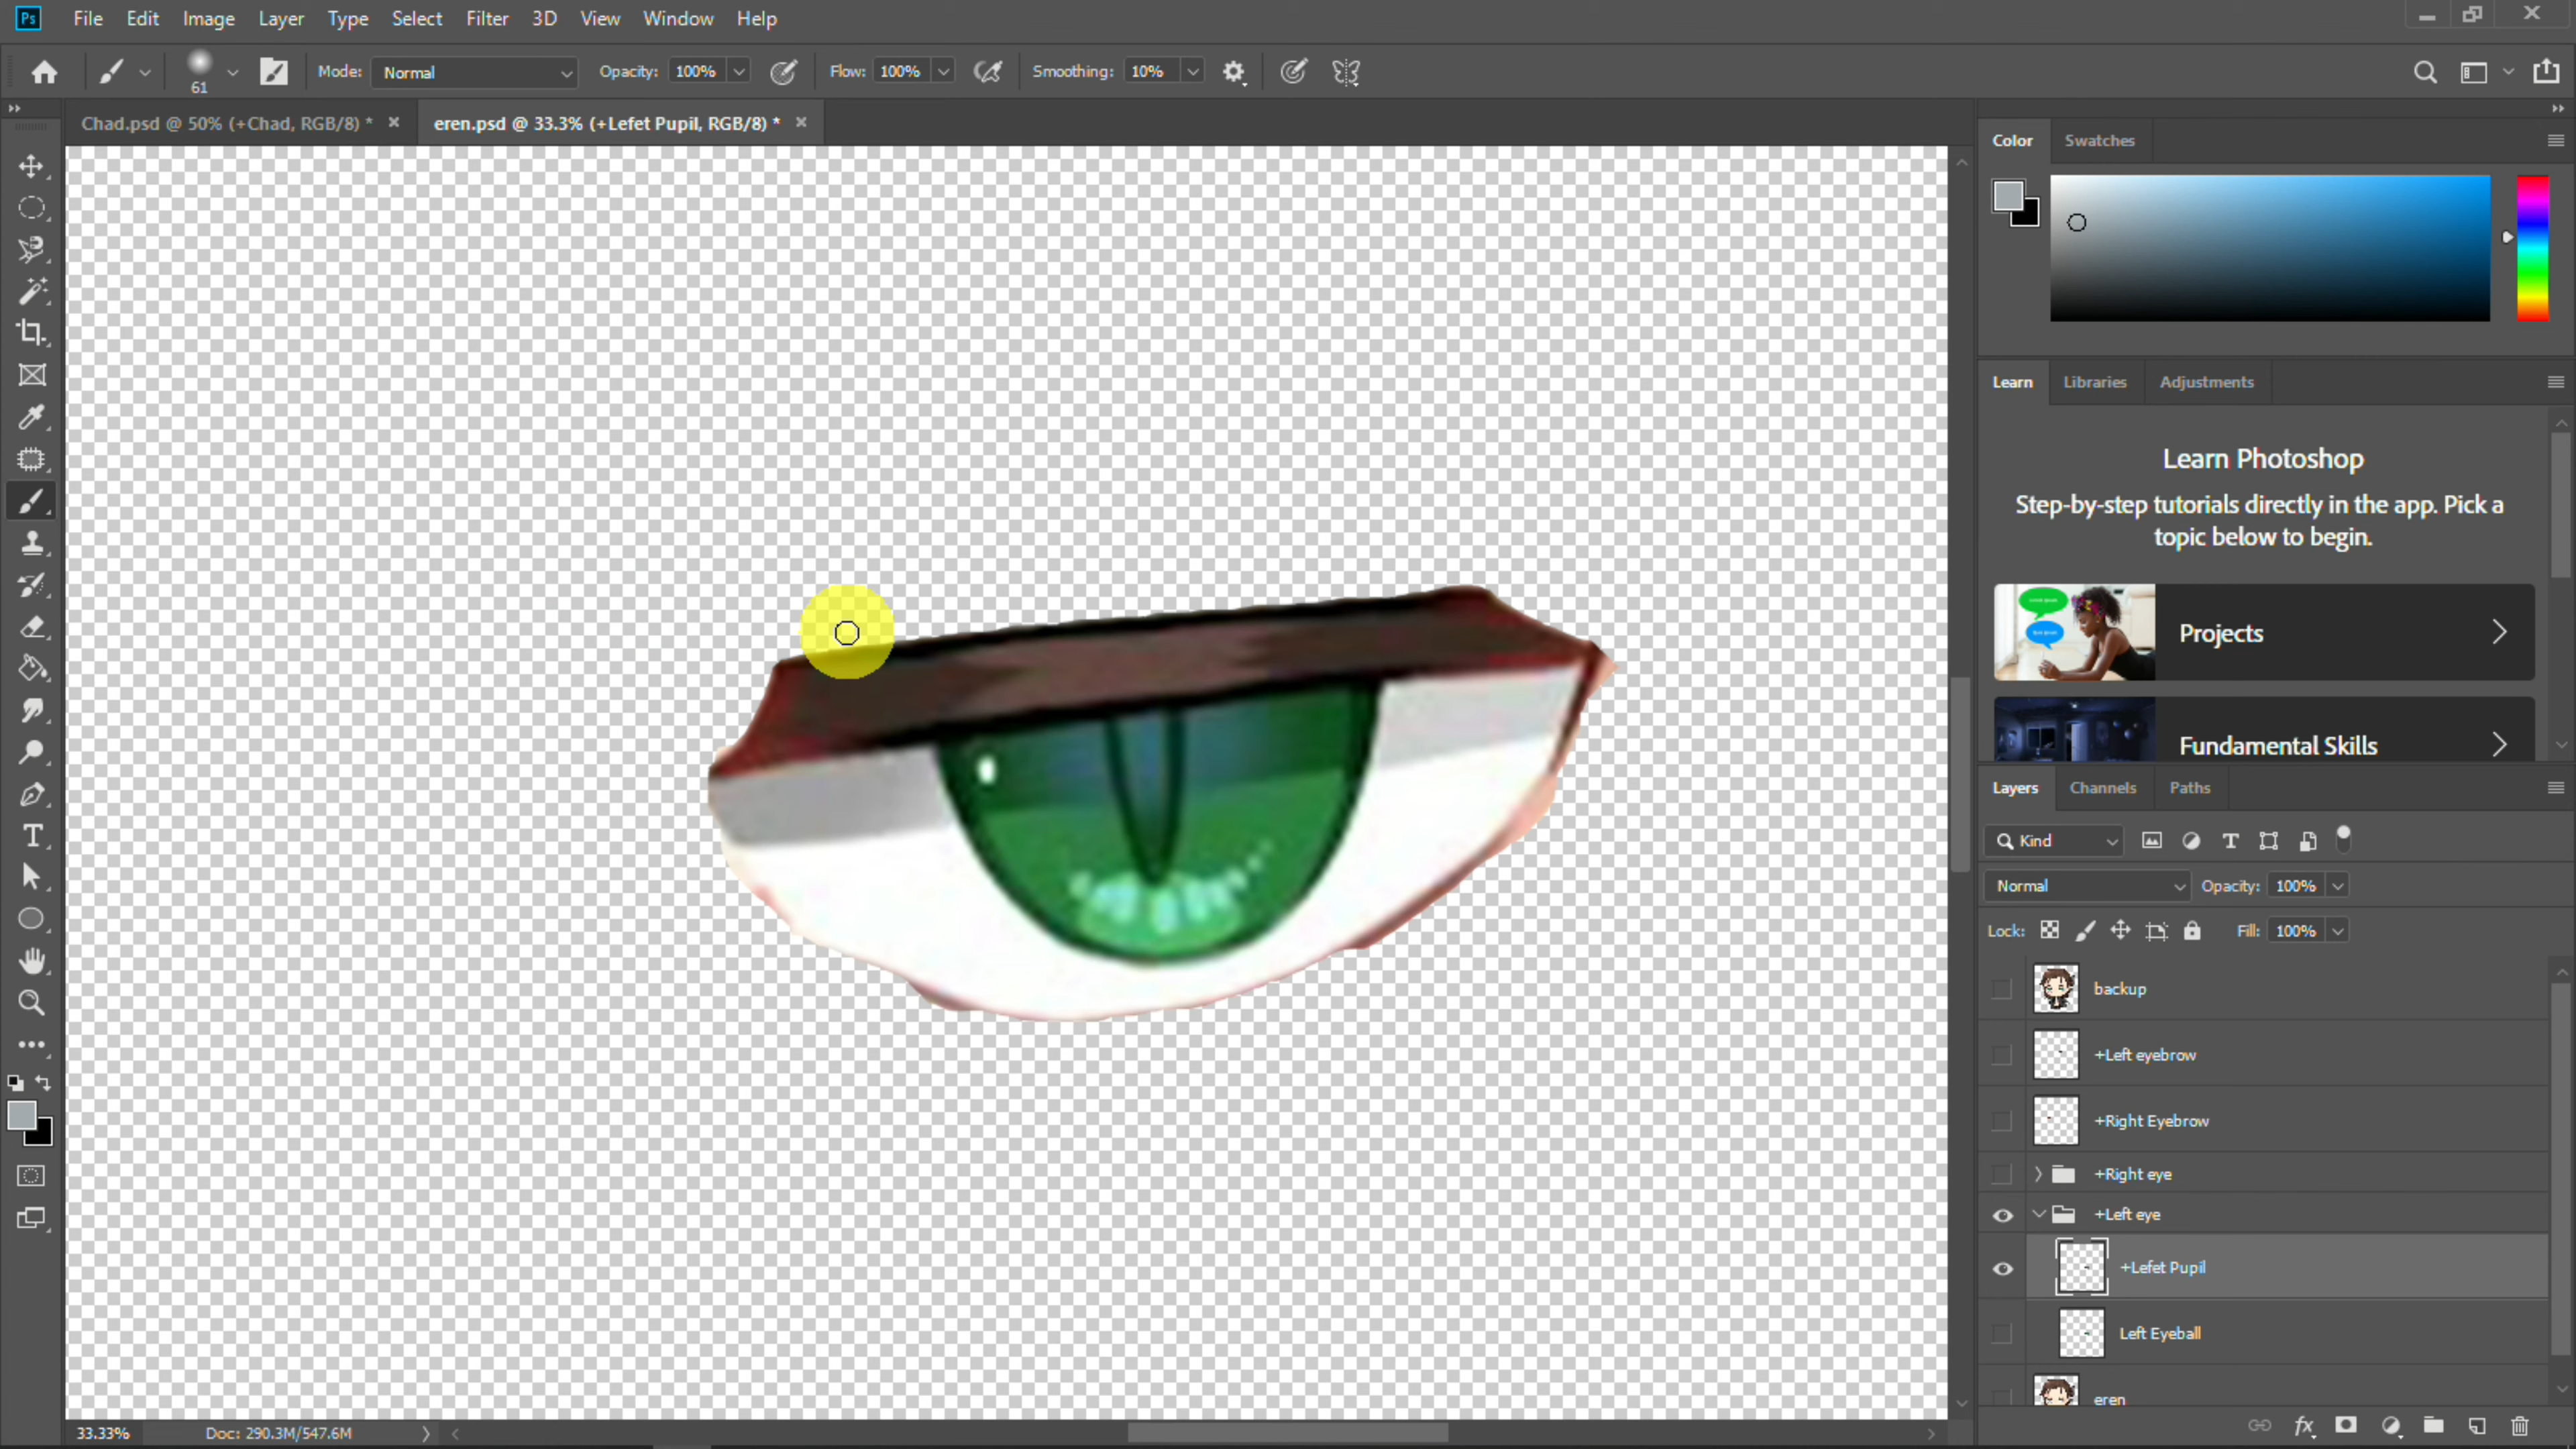 Ps File Edit Image Layer Type Select Filter 3D View Window Help
61 Mode: Normal Opacity: 100% Flow: 100% Smoothing: 10%
Chad.psd @ 50% (+Chad, RGB/8) * × eren.psd @ 33.3% (+Lefet Pupil, RGB/8) * ×
Color Swatches
Learn Libraries Adjustments
Learn Photoshop
Step-by-step tutorials directly in the app. Pick a
topic below to begin.
Projects
Fundamental Skills
Layers Channels Paths
Kind
Normal Opacity: 100%
Lock: Fill: 100%
backup
+Left eyebrow
+Right Eyebrow
+Right eye
+Left eye
+Lefet Pupil
Left Eyeball
eren
fx
33.33% Doc: 290.3M/547.6M